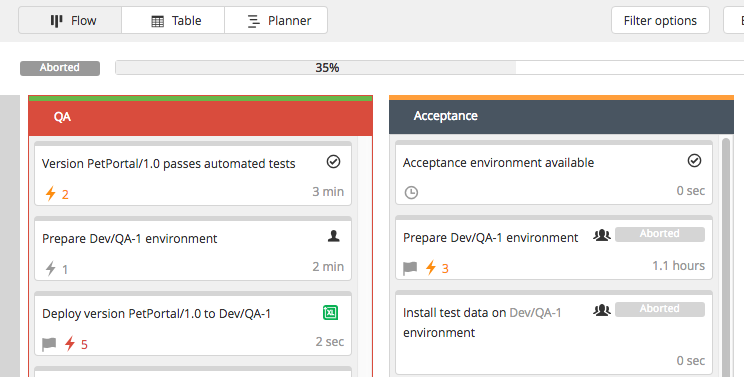 Flow
Table
Planner
Filter options
Aborted
35%
QA
Version PetPortal/1.0 passes automated tests
2
3 min
Prepare Dev/QA-1 environment
1
2 min
Deploy version PetPortal/1.0 to Dev/QA-1
XL
5
2 sec
Acceptance
Acceptance environment available
0 sec
Prepare Dev/QA-1 environment
Aborted
3
1.1 hours
Install test data on Dev/QA-1
environment
Aborted
0 sec